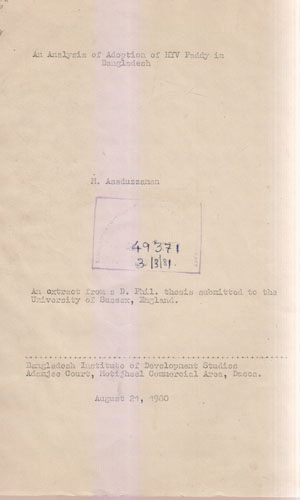 An Analysis of Adoption of HYV Paddy in
Bangladesh
M. Asaduzzaman
49371
3/3/81
An extract from a D. Phil. thesis submitted to the
University of Sussex, England.
Bangladesh Institute of Development Studies
Adamjee Court, Motijheel Commercial Area, Dacca.
August 21, 1980